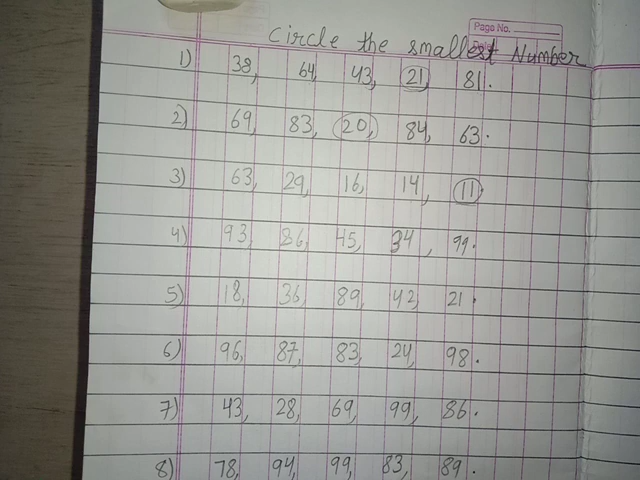 Page No.
Circle the smallest Number
1) 38, 64, 43, 21, 81.
2) 69, 83, 20, 84, 63.
3) 63, 29, 16, 14, 11
4) 93, 86, 45, 34, 99.
5) 18, 36, 89, 42, 21.
6) 96, 87, 83, 24, 98.
7) 43, 28, 69, 99, 86.
8) 78, 94, 99, 83, 89.